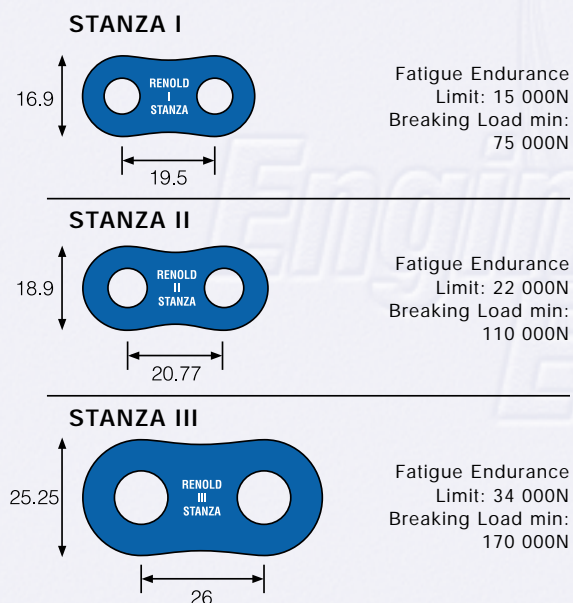 STANZA I
16.9
RENOLD
I
STANZA
19.5
Fatigue Endurance
Limit: 15 000N
Breaking Load min:
75 000N
STANZA II
18.9
RENOLD
II
STANZA
20.77
Fatigue Endurance
Limit: 22 000N
Breaking Load min:
110 000N
STANZA III
25.25
RENOLD
III
STANZA
26
Fatigue Endurance
Limit: 34 000N
Breaking Load min:
170 000N
Engin
E